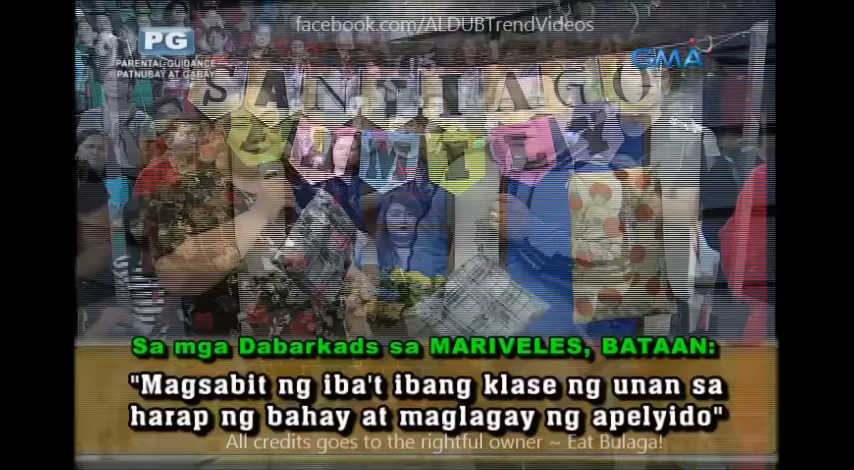 facebook.com/ALDUBTrendVideos
PG
PARENTAL GUIDANCE
PATNUBAY AT GABAY
GMA
SANTIAGO
FAMILY
Sa mga Dabarkads sa MARIVELES, BATAAN:
"Magsabit ng iba't ibang klase ng unan sa
harap ng bahay at maglagay ng apelyido"
All credits goes to the rightful owner ~ Eat Bulaga!